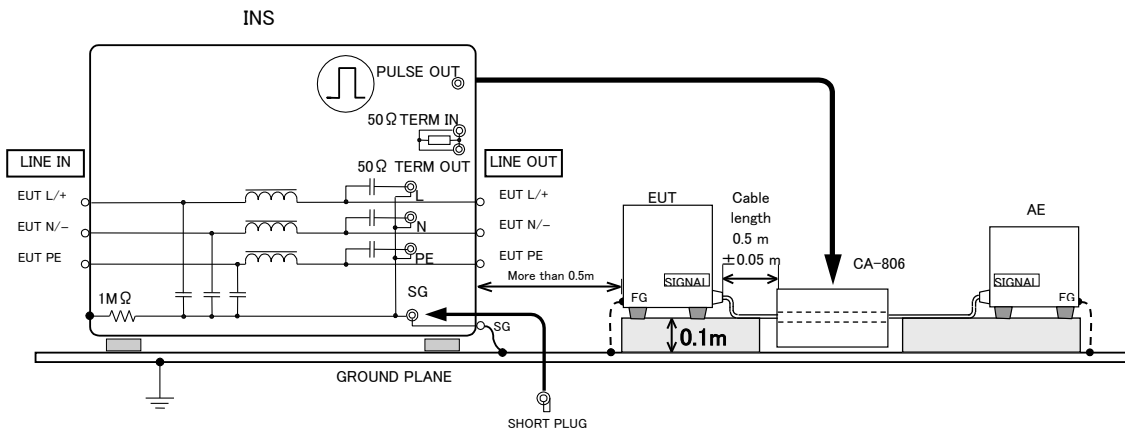 INS
PULSE OUT
50Ω TERM IN
LINE IN
50Ω TERM OUT
LINE OUT
EUT L/+
L
EUT L/+
EUT N/-
N
EUT N/-
EUT PE
PE
EUT PE
1MΩ
SG
SG
More than 0.5m
EUT
Cable
length
0.5 m
±0.05 m
CA-806
AE
SIGNAL
SIGNAL
FG
FG
0.1m
GROUND PLANE
SHORT PLUG